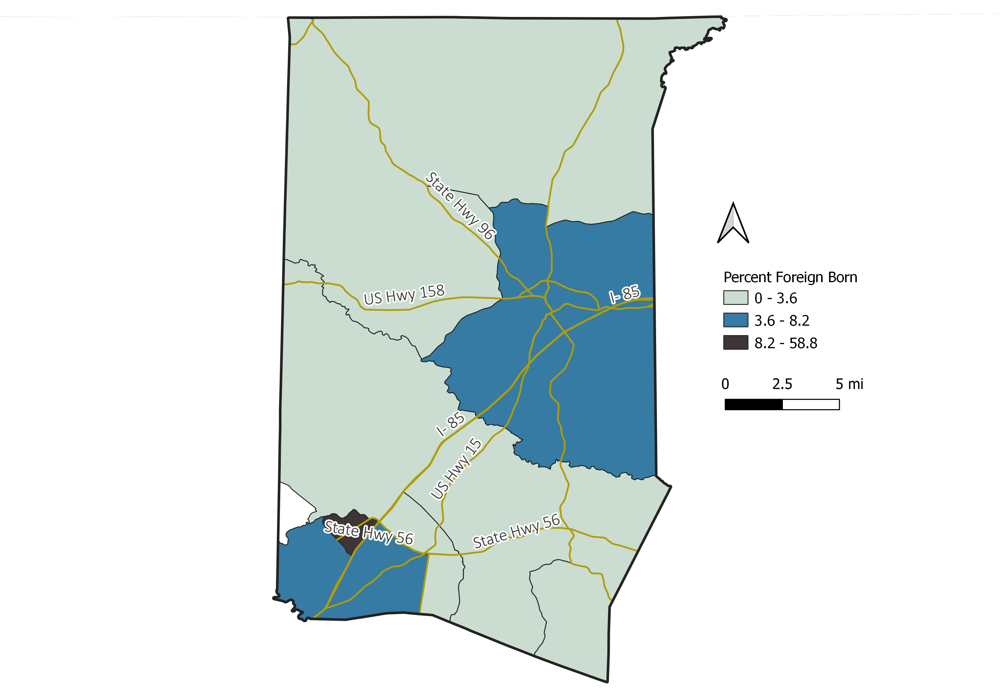 State Hwy 96
US Hwy 158
I- 85
I- 85
US Hwy 15
State Hwy 56
State Hwy 56
Percent Foreign Born
0 - 3.6
3.6 - 8.2
8.2 - 58.8
0 2.5 5 mi